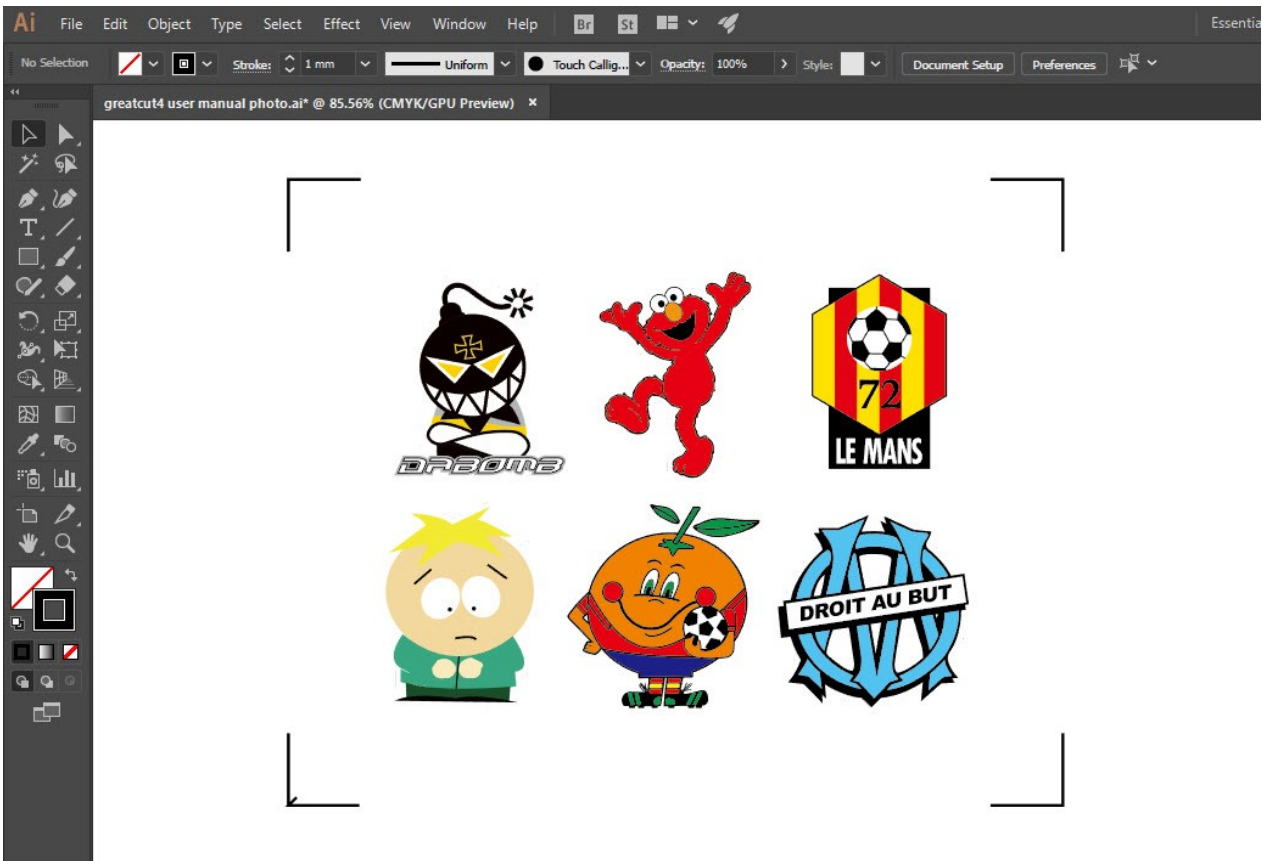 Ai File Edit Object Type Select Effect View Window Help Br St Essentia
No Selection Stroke: 1 mm Uniform Touch Callig... Opacity: 100% Style: Document Setup Preferences
greatcut4 user manual photo.ai* @ 85.56% (CMYK/GPU Preview) ×
72
LE MANS
DABOMB
DROIT AU BUT